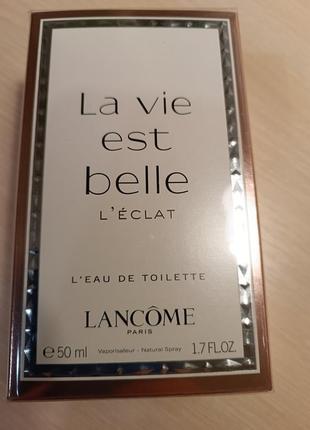 La vie
est
belle
L'ÉCLAT
L'EAU DE TOILETTE
LANCÔME
PARIS
℮ 50 ml Vaporisateur - Natural Spray 1.7 FL.OZ.